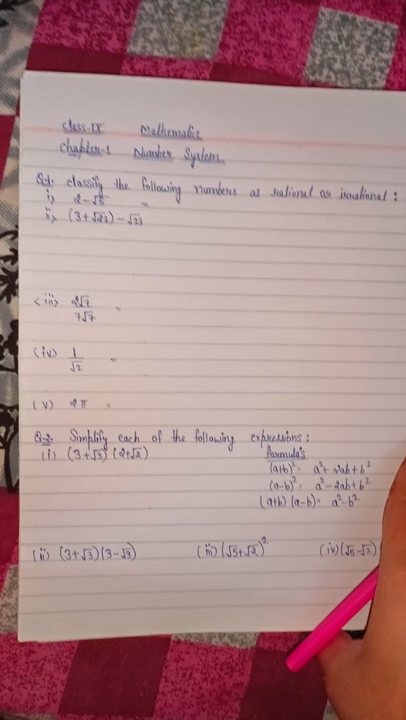 Class-IX Mathematic
Chapter-1 Number System
Q.1. Classify the following numbers as rational or irrational :
i> 2-√5 =
ii> (3+√23) - √23
<iii> 2√7/7√7 =
(iv) 1/√2 =
(v) 2π =
Q.2. Simplify each of the following expressions :
(i) (3+√3) (2+√2)
Formula's
(a+b)² = a²+2ab+b²
(a-b)² = a²-2ab+b²
(a+b) (a-b) = a²-b²
(ii) (3+√3) (3-√3) (iii) (√5+√2)² (iv) (√5-√2)